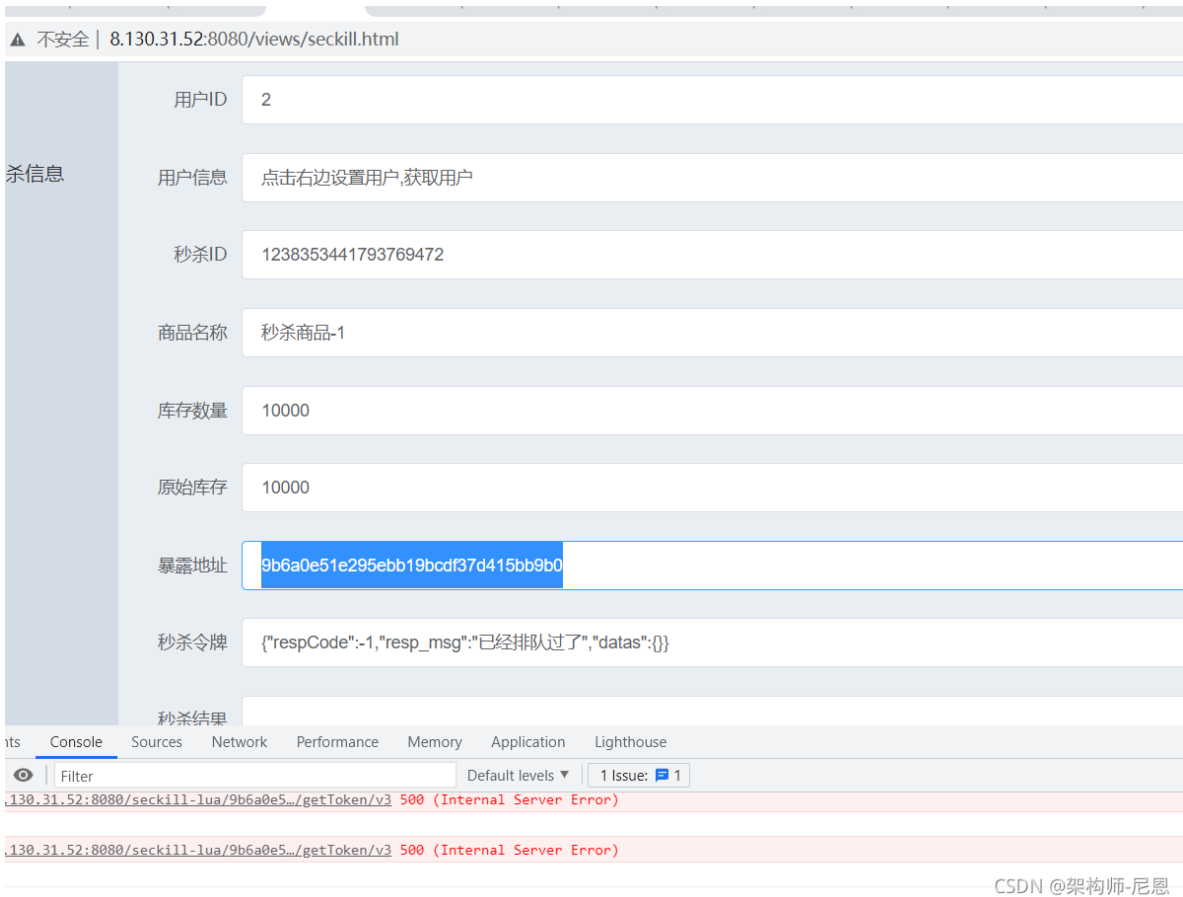 不安全 | 8.130.31.52:8080/views/seckill.html
用户ID 2
杀信息
用户信息 点击右边设置用户,获取用户
秒杀ID 1238353441793769472
商品名称 秒杀商品-1
库存数量 10000
原始库存 10000
暴露地址 9b6a0e51e295ebb19bcdf37d415bb9b0
秒杀令牌 {"respCode":-1,"resp_msg":"已经排队过了","datas":{}}
秒杀结果
nts Console Sources Network Performance Memory Application Lighthouse
Filter Default levels ▼ 1 Issue: 1
.130.31.52:8080/seckill-lua/9b6a0e5…/getToken/v3 500 (Internal Server Error)
.130.31.52:8080/seckill-lua/9b6a0e5…/getToken/v3 500 (Internal Server Error)
CSDN @架构师-尼恩